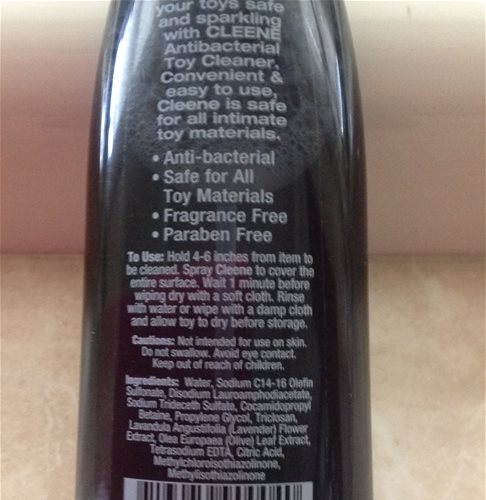 your toys safe
and sparkling
with CLEENE
Antibacterial
Toy Cleaner.
Convenient &
easy to use,
Cleene is safe
for all intimate
toy materials.
• Anti-bacterial
• Safe for All
Toy Materials
• Fragrance Free
• Paraben Free
To Use: Hold 4-6 inches from item to
be cleaned. Spray Cleene to cover the
entire surface. Wait 1 minute before
wiping dry with a soft cloth. Rinse
with water or wipe with a damp cloth
and allow toy to dry before storage.
Cautions: Not intended for use on skin.
Do not swallow. Avoid eye contact.
Keep out of reach of children.
Ingredients: Water, Sodium C14-16 Olefin
Sulfonate, Disodium Lauroamphodiacetate,
Sodium Trideceth Sulfate, Cocamidopropyl
Betaine, Propylene Glycol, Triclosan,
Lavandula Angustifolia (Lavender) Flower
Extract, Olea Europaea (Olive) Leaf Extract,
Tetrasodium EDTA, Citric Acid,
Methylchloroisothiazolinone,
Methylisothiazolinone